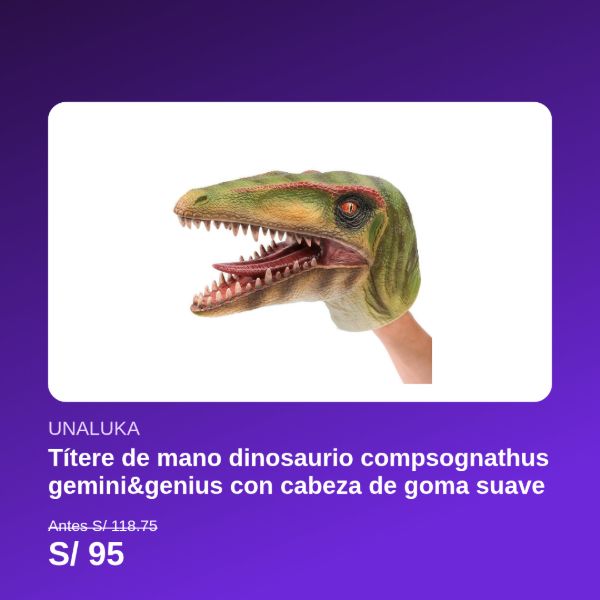 UNALUKA
Títere de mano dinosaurio compsognathus
gemini&genius con cabeza de goma suave
Antes S/ 118.75
S/ 95